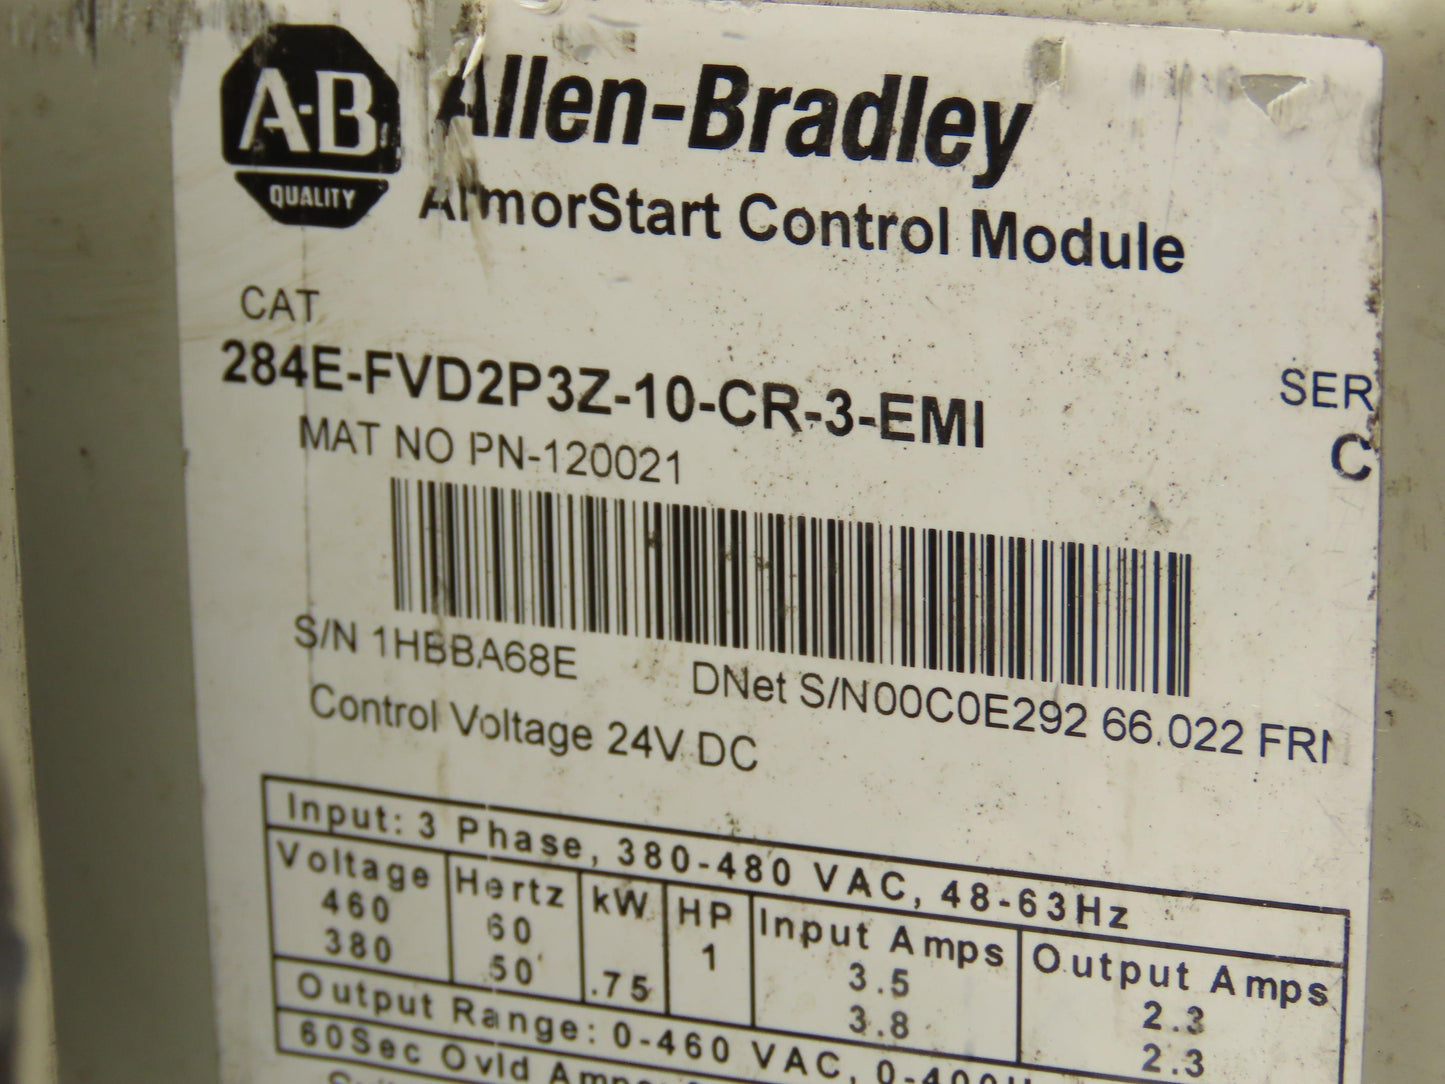 A-B
QUALITY
Allen-Bradley
ArmorStart Control Module
CAT
284E-FVD2P3Z-10-CR-3-EMI
SER
C
MAT NO PN-120021
S/N 1HBBA68E
DNet S/N00C0E292 66.022
Control Voltage 24V DC
Input: 3 Phase, 380-480 VAC, 48-63Hz
Voltage Hertz kW HP Input Amps Output Amps
460 60 1 3.5 2.3
380 50 .75 3.8 2.3
Output Range: 0-460 VAC,
60Sec Ovld